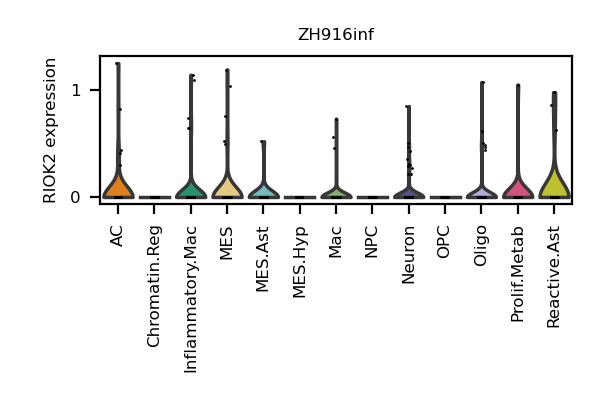 ZH916inf
RIOK2 expression
1
0
AC
Chromatin.Reg
Inflammatory.Mac
MES
MES.Ast
MES.Hyp
Mac
NPC
Neuron
OPC
Oligo
Prolif.Metab
Reactive.Ast